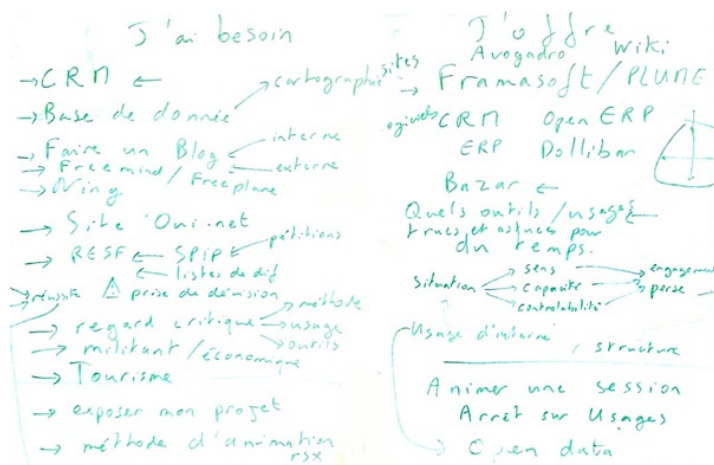 J'ai besoin
→ CRM ←
→ Base de donnée → cartographie
→ Faire un Blog ← interne
← externe
→ Freemind / Freeplane
→ Ning
→ Site Oui.net
→ RESF ← SPIP ← pétitions
← listes de dif
→ réussite ⚠ prise de décision
→ regard critique → méthode
→ usage
→ outils
→ militant / économique
→ Tourisme
→ exposer mon projet
→ méthode d'animation
rsx
J'offre
Avogadro Wiki
sites
→ Framasoft / PLUME
logiciels CRM Open ERP
ERP Dollibar
Bazar ←
Quels outils / usages ←
trucs et astuces pour
du temps.
situation → sens → engagement
→ capacité → perse
→ controlabilité
Usage d'interne
/ structure
Animer une session
Arrêt sur Usages
→ Open data